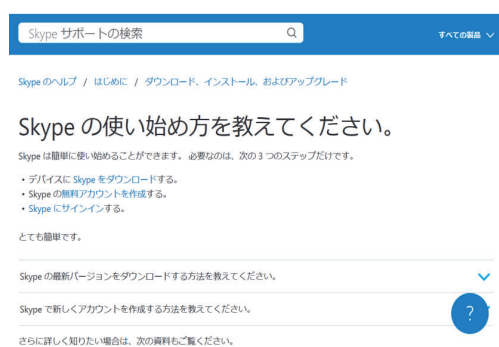 Skype サポートの検索
すべての製品
Skype のヘルプ / はじめに / ダウンロード、インストール、およびアップグレード
Skype の使い始め方を教えてください。
Skype は簡単に使い始めることができます。 必要なのは、次の 3 つのステップだけです。
• デバイスに Skype をダウンロードする。
• Skype の無料アカウントを作成する。
• Skype にサインインする。
とても簡単です。
Skype の最新バージョンをダウンロードする方法を教えてください。
Skype で新しくアカウントを作成する方法を教えてください。
?
さらに詳しく知りたい場合は、次の資料もご覧ください。